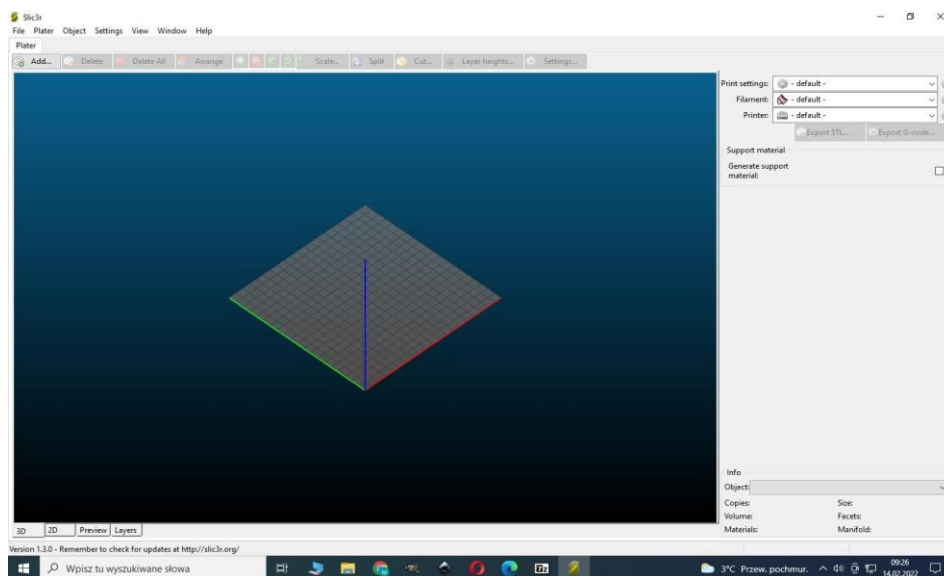 Slic3r
File Plater Object Settings View Window Help
Plater
Add... Delete Delete All Arrange Scale... Split Cut... Layer heights... Settings...
Print settings: - default -
Filament: - default -
Printer: - default -
Export STL... Export G-code...
Support material
Generate support
material:
Info
Object:
Copies: Size:
Volume: Facets:
Materials: Manifold:
3D 2D Preview Layers
Version 1.3.0 - Remember to check for updates at http://slic3r.org/
Wpisz tu wyszukiwane słowa
3°C Przew. pochmur.
09:26
14.02.2022